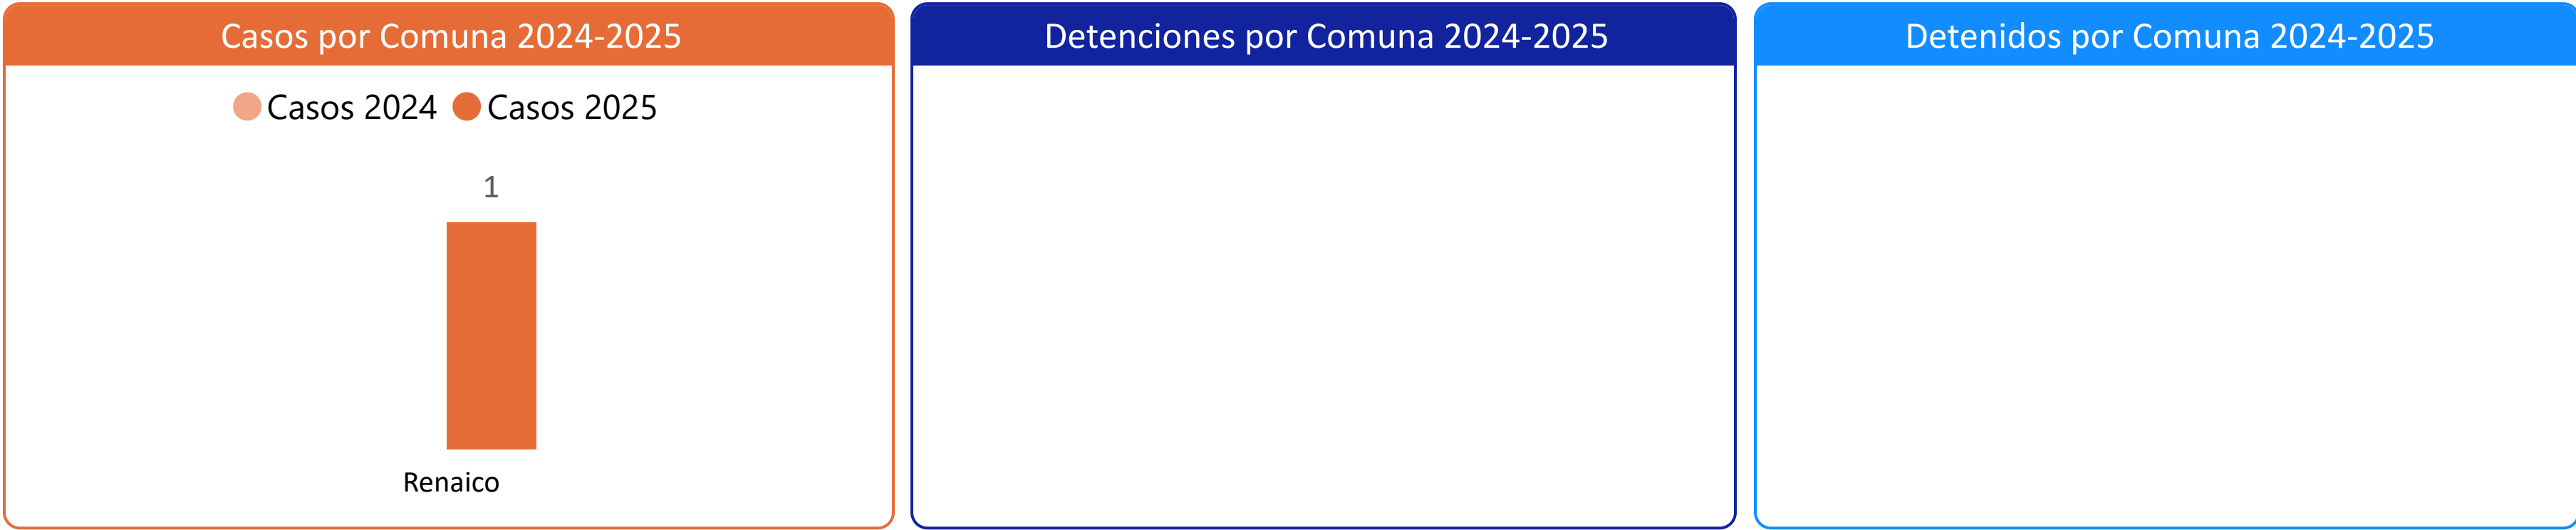 Casos por Comuna 2024-2025
Casos 2024 Casos 2025
1
Renaico
Detenciones por Comuna 2024-2025
Detenidos por Comuna 2024-2025